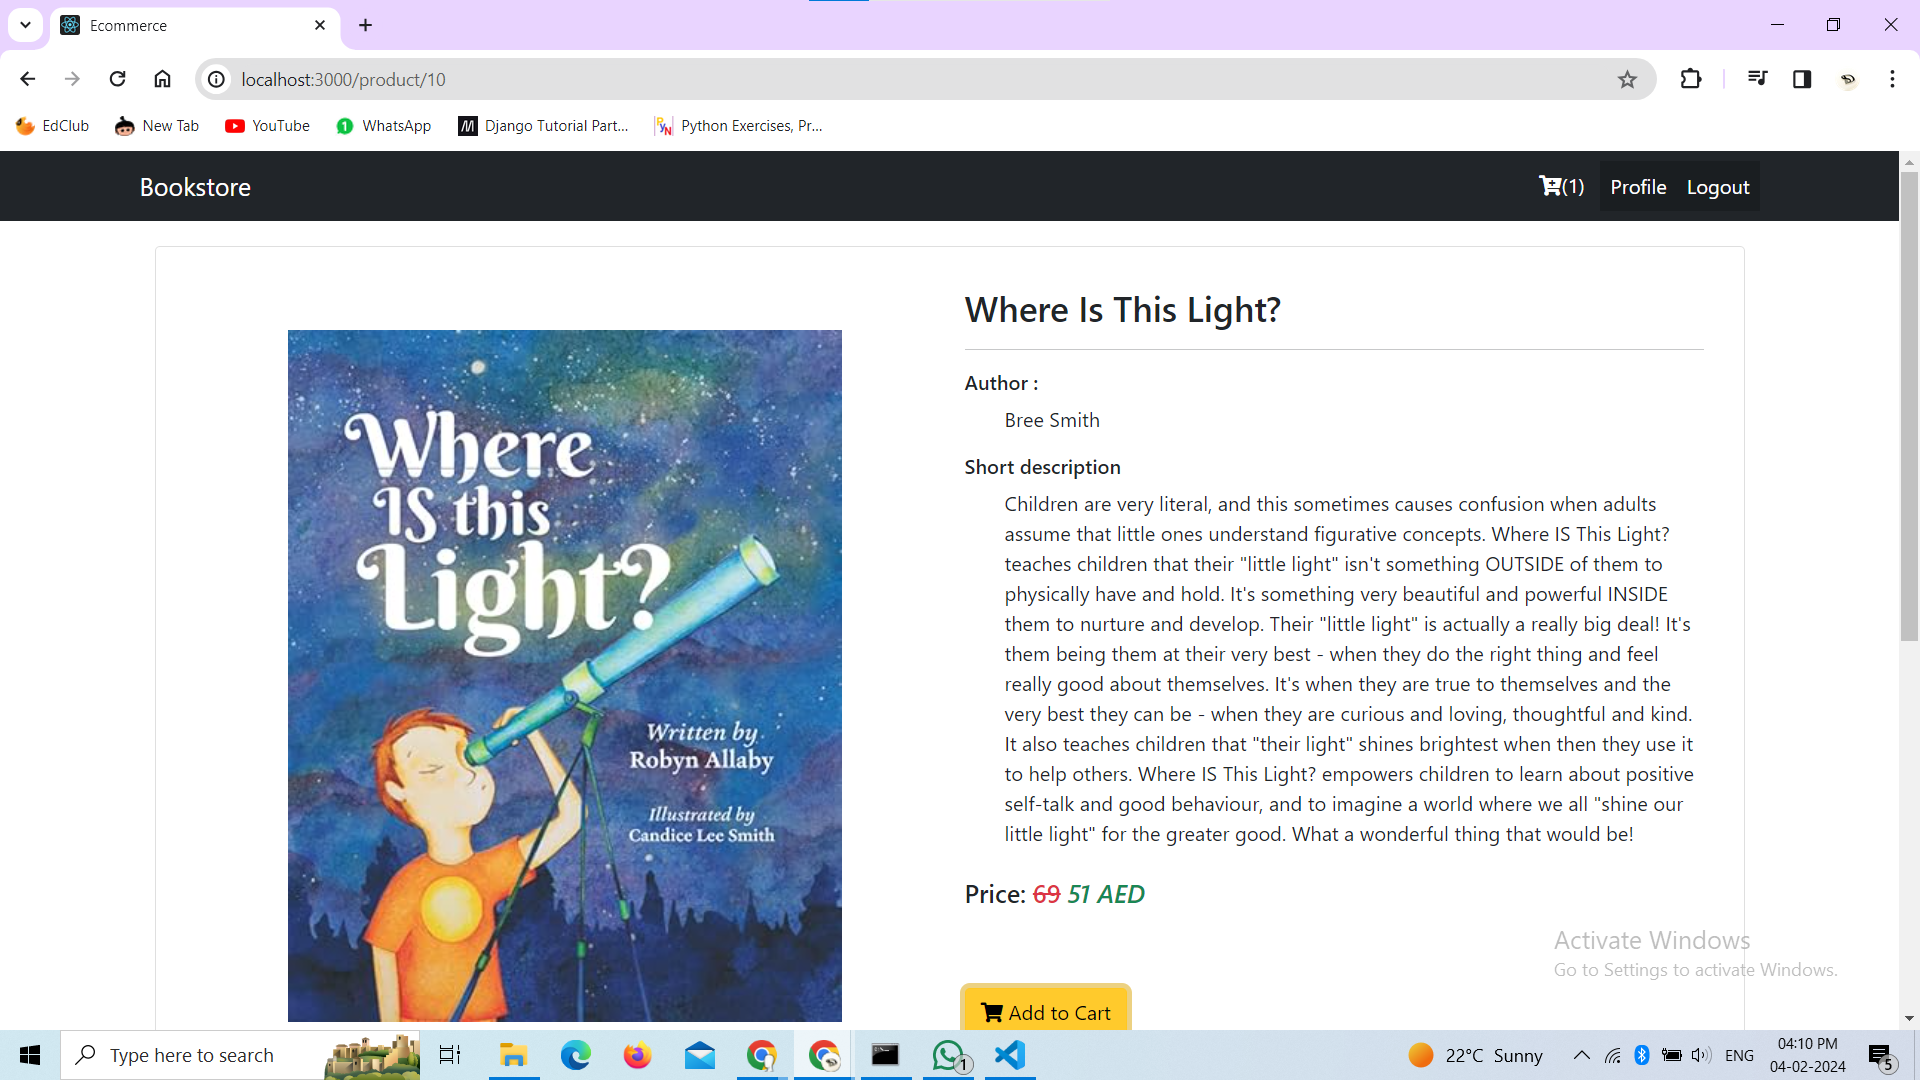 Ecommerce
localhost:3000/product/10
EdClub New Tab YouTube WhatsApp Django Tutorial Part... Python Exercises, Pr...
Bookstore (1) Profile Logout
Where Is This Light?
Author :
Bree Smith
Short description
Children are very literal, and this sometimes causes confusion when adults
assume that little ones understand figurative concepts. Where IS This Light?
teaches children that their "little light" isn't something OUTSIDE of them to
physically have and hold. It's something very beautiful and powerful INSIDE
them to nurture and develop. Their "little light" is actually a really big deal! It's
them being them at their very best - when they do the right thing and feel
really good about themselves. It's when they are true to themselves and the
very best they can be - when they are curious and loving, thoughtful and kind.
It also teaches children that "their light" shines brightest when then they use it
to help others. Where IS This Light? empowers children to learn about positive
self-talk and good behaviour, and to imagine a world where we all "shine our
little light" for the greater good. What a wonderful thing that would be!
Price: 69 51 AED
Add to Cart
Where
IS this
Light?
Written by
Robyn Allaby
Illustrated by
Candice Lee Smith
Activate Windows
Go to Settings to activate Windows.
Type here to search
1
22°C Sunny
ENG
04:10 PM
04-02-2024
5